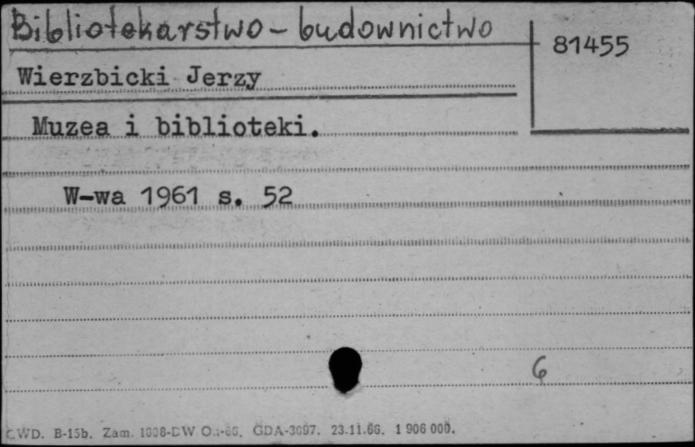 Bibliotekarstwo - budownictwo
81455
Wierzbicki Jerzy
Muzea i biblioteki.
W-wa 1961 s. 52
6
CWD. B-15b. Zam. GDA-3697. 23.11.66. 1 906 000.